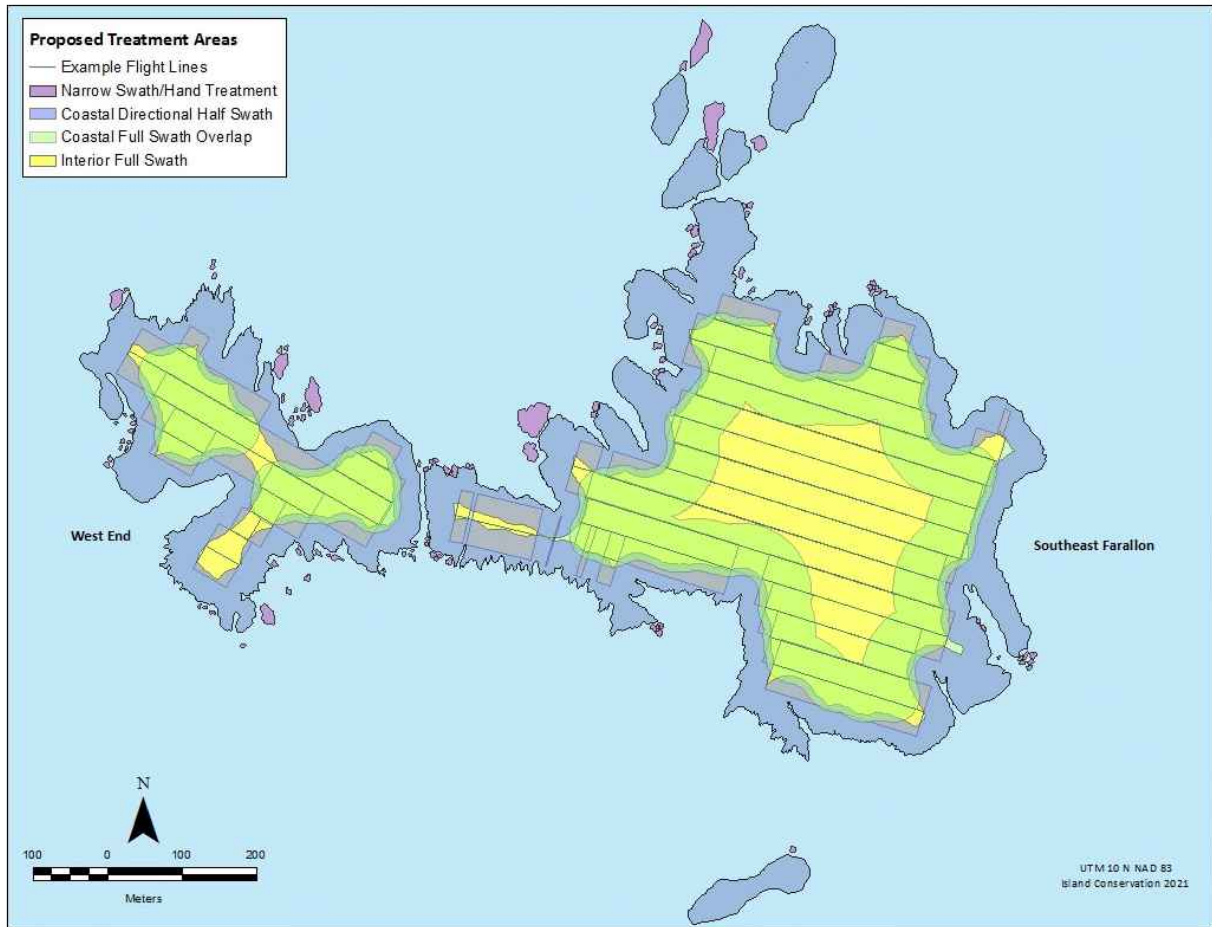 Proposed Treatment Areas
Example Flight Lines
Narrow Swath/Hand Treatment
Coastal Directional Half Swath
Coastal Full Swath Overlap
Interior Full Swath
West End
Southeast Farallon
N
100 0 100 200
Meters
UTM 10 N NAD 83
Island Conservation 2021